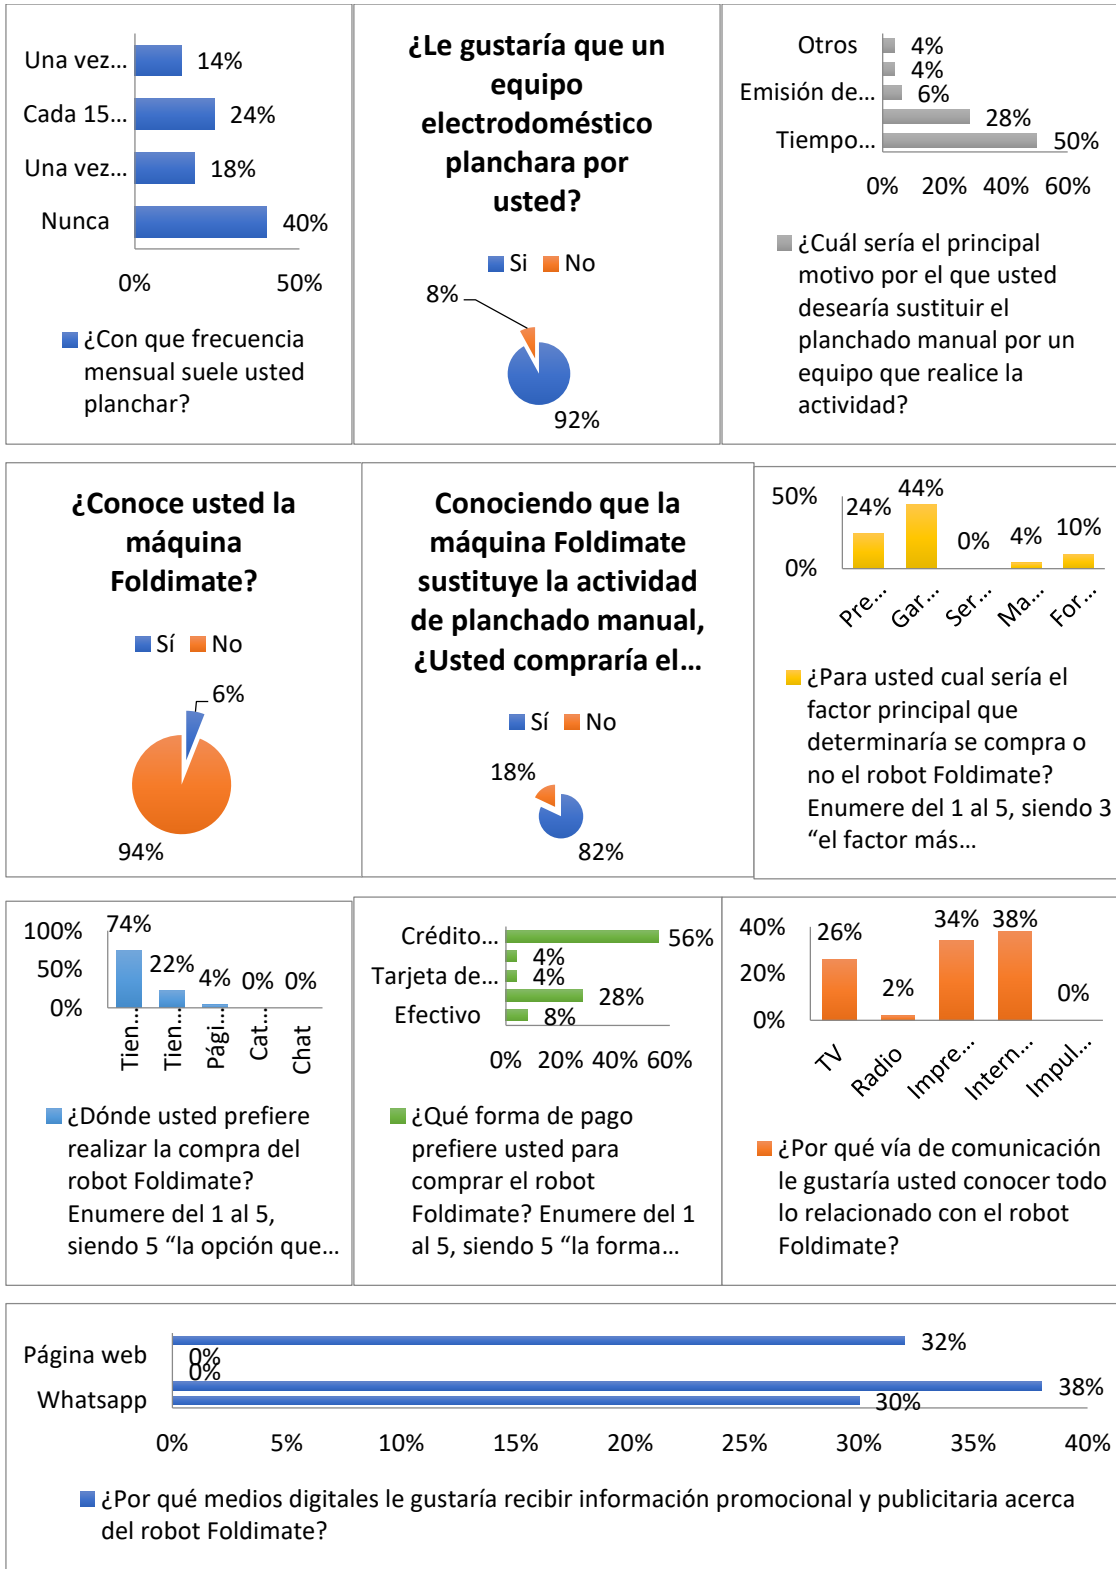 Una vez...
14%
Cada 15...
24%
Una vez...
18%
Nunca
40%
0%
50%
¿Con que frecuencia
mensual suele usted
planchar?
¿Le gustaría que un
equipo
electrodoméstico
planchara por
usted?
Si No
8%
92%
Otros
4%
4%
Emisión de...
6%
28%
Tiempo...
50%
0% 20% 40% 60%
¿Cuál sería el principal
motivo por el que usted
desearía sustituir el
planchado manual por un
equipo que realice la
actividad?
¿Conoce usted la
máquina
Foldimate?
Sí No
6%
94%
Conociendo que la
máquina Foldimate
sustituye la actividad
de planchado manual,
¿Usted compraría el...
Sí No
18%
82%
50%
0%
24%
44%
0%
4%
10%
Pre...
Gar...
Ser...
Ma...
For...
¿Para usted cual sería el
factor principal que
determinaría se compra o
no el robot Foldimate?
Enumere del 1 al 5, siendo 3
“el factor más...
100%
50%
0%
74%
22%
4%
0%
0%
Tien...
Tien...
Pági...
Cat...
Chat
¿Dónde usted prefiere
realizar la compra del
robot Foldimate?
Enumere del 1 al 5,
siendo 5 “la opción que...
Crédito...
56%
4%
Tarjeta de...
4%
28%
Efectivo
8%
0% 20% 40% 60%
¿Qué forma de pago
prefiere usted para
comprar el robot
Foldimate? Enumere del 1
al 5, siendo 5 “la forma...
40%
20%
0%
26%
2%
34%
38%
0%
TV
Radio
Impre...
Intern...
Impul...
¿Por qué vía de comunicación
le gustaría usted conocer todo
lo relacionado con el robot
Foldimate?
32%
Página web
0%
0%
38%
Whatsapp
30%
0% 5% 10% 15% 20% 25% 30% 35% 40%
¿Por qué medios digitales le gustaría recibir información promocional y publicitaria acerca
del robot Foldimate?